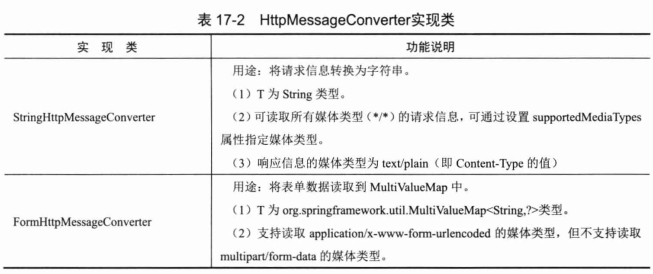 表 17-2 HttpMessageConverter实现类
实 现 类 功能说明
用途：将请求信息转换为字符串。
（1）T 为 String 类型。
StringHttpMessageConverter
（2）可读取所有媒体类型（*/*）的请求信息，可通过设置 supportedMediaTypes
属性指定媒体类型。
（3）响应信息的媒体类型为 text/plain（即 Content-Type 的值）
用途：将表单数据读取到 MultiValueMap 中。
（1）T 为 org.springframework.util.MultiValueMap<String,?>类型。
FormHttpMessageConverter
（2）支持读取 application/x-www-form-urlencoded 的媒体类型，但不支持读取
multipart/form-data 的媒体类型。